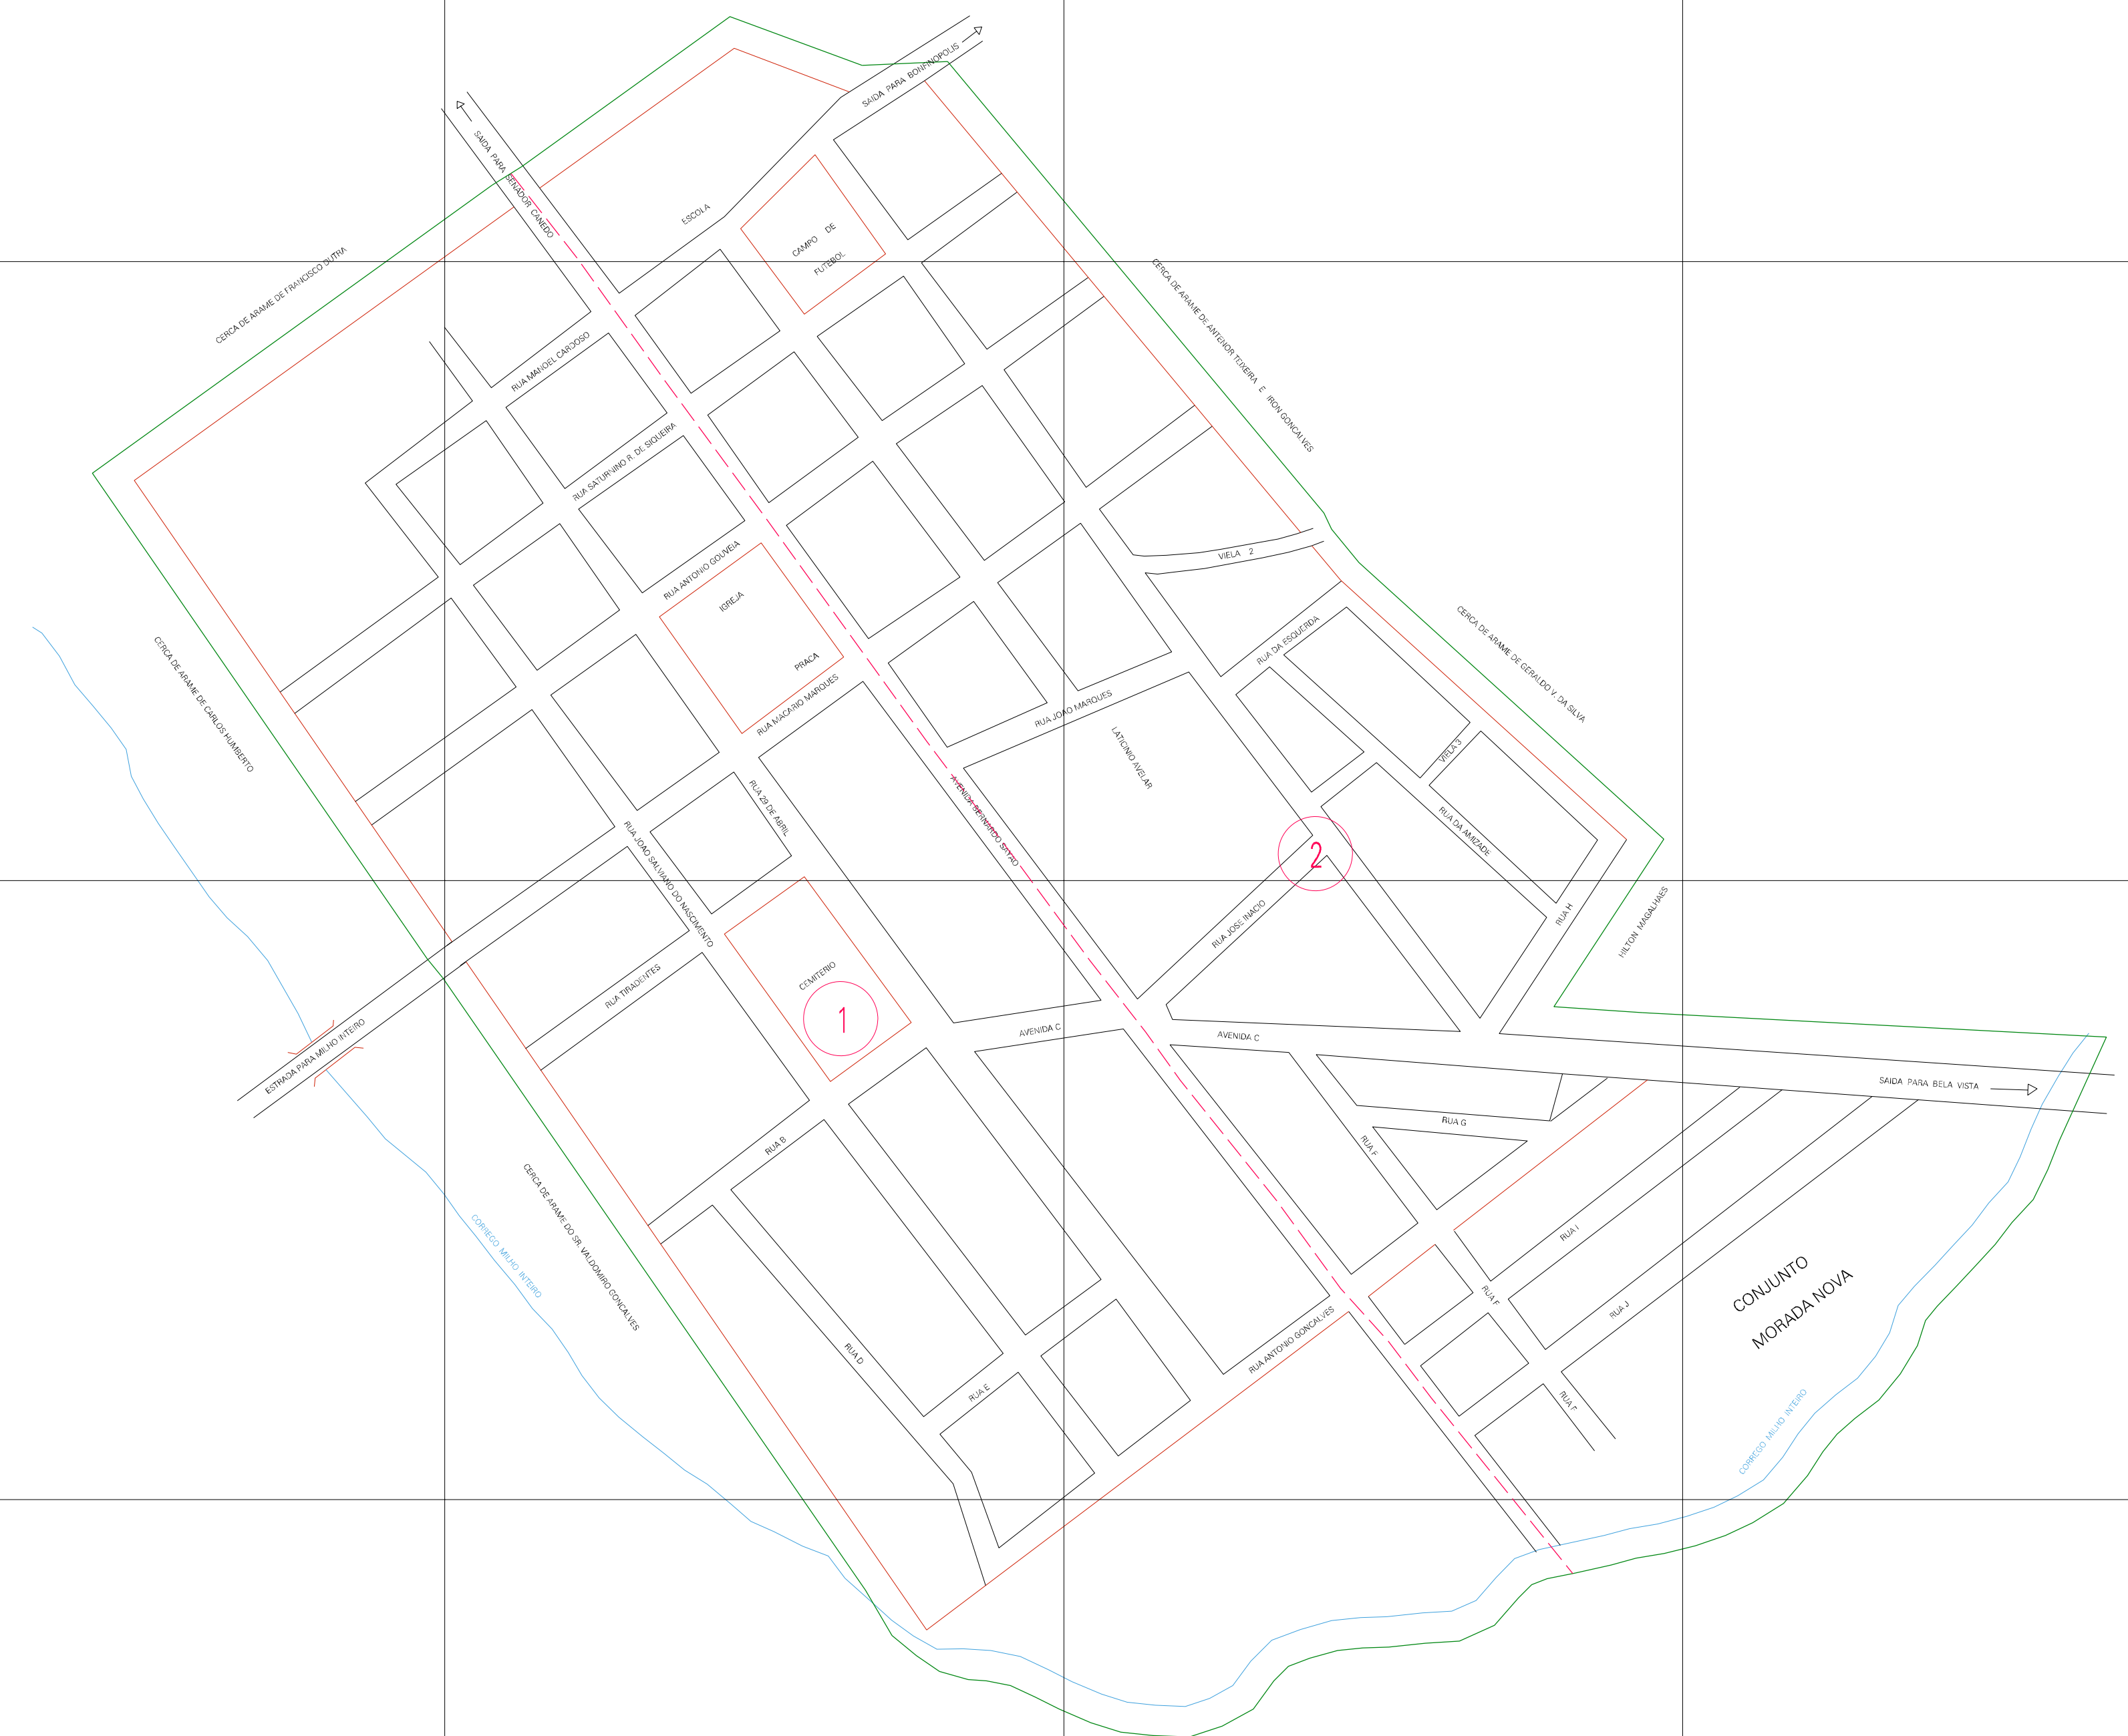 SAIDA PARA BONFINOPOLIS
SAIDA PARA SENADOR CANEDO
ESCOLA
CAMPO DE
FUTEBOL
CERCA DE ARAME DE FRANCISCO DUTRA
CERCA DE ARAME DE ANTENOR TEIXEIRA E IRON GONCALVES
RUA MANOEL CARDOSO
RUA SATURNINO R. DE SIQUEIRA
RUA ANTONIO GOUVEIA
IGREJA
PRACA
RUA MACARIO MARQUES
VIELA 2
RUA DA ESQUERDA
CERCA DE ARAME DE GERALDO V. DA SILVA
CERCA DE ARAME DE CARLOS HUMBERTO
RUA JOAO MARQUES
LATICINIO AVELAR
VIELA 3
RUA 29 DE ABRIL
AVENIDA BERNARDO SAYAO
RUA DA AMIZADE
RUA JOAO SALVIANO DO NASCIMENTO
2
RUA JOSE INACIO
RUA H
HILTON MAGALHAES
CEMITERIO
1
RUA TIRADENTES
ESTRADA PARA MILHO INTEIRO
AVENIDA C
AVENIDA C
SAIDA PARA BELA VISTA
RUA G
RUA F
RUA B
CERCA DE ARAME DO SR. VALDOMIRO GONCALVES
CORREGO MILHO INTEIRO
RUA I
RUA F
RUA J
CONJUNTO
MORADA NOVA
RUA ANTONIO GONCALVES
RUA D
RUA E
RUA F
CORREGO MILHO INTEIRO